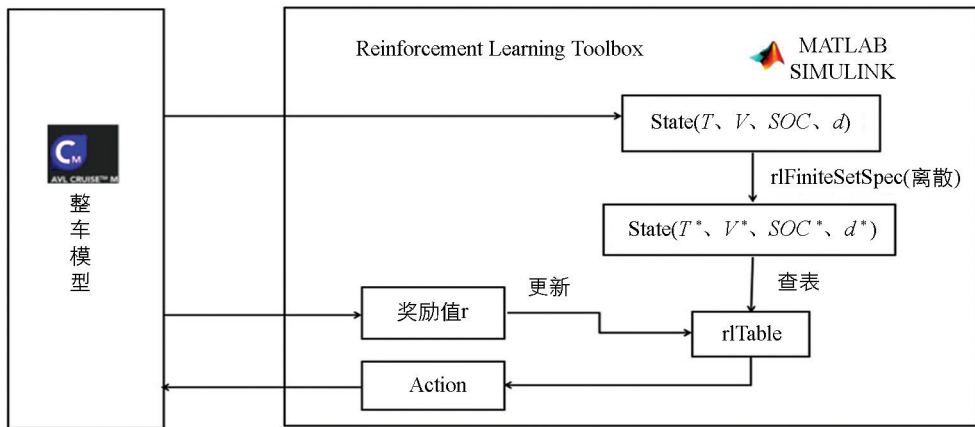 Reinforcement Learning Toolbox
MATLAB
SIMULINK
State(T、V、SOC、d)
CM
AVL CRUISE™ M
整
车
模
型
rlFiniteSetSpec(离散)
State(T*、V*、SOC*、d*)
查表
更新
奖励值r
rlTable
Action